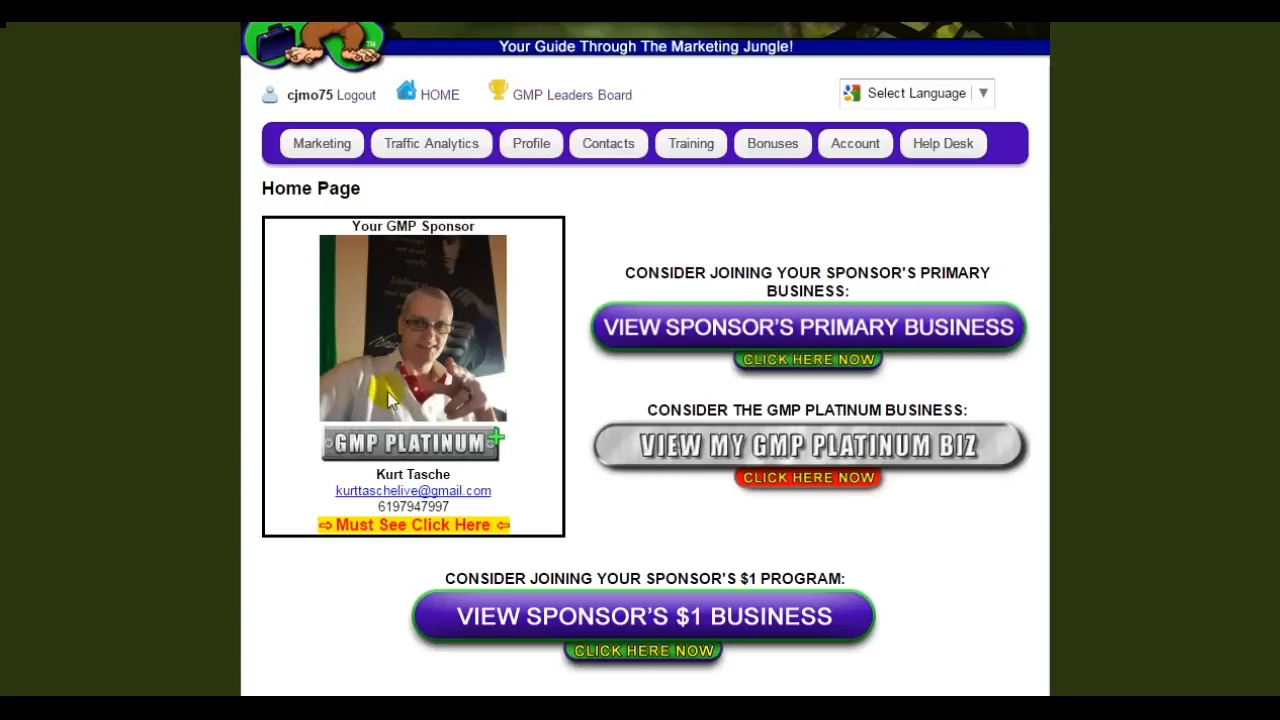 Your Guide Through The Marketing Jungle!
TM
cjmo75 Logout HOME GMP Leaders Board Select Language ▼
Marketing Traffic Analytics Profile Contacts Training Bonuses Account Help Desk
Home Page
Your GMP Sponsor
GMP PLATINUM+
Kurt Tasche
kurttaschelive@gmail.com
6197947997
⇨ Must See Click Here ⇦
CONSIDER JOINING YOUR SPONSOR'S PRIMARY
BUSINESS:
VIEW SPONSOR'S PRIMARY BUSINESS
CLICK HERE NOW
CONSIDER THE GMP PLATINUM BUSINESS:
VIEW MY GMP PLATINUM BIZ
CLICK HERE NOW
CONSIDER JOINING YOUR SPONSOR'S $1 PROGRAM:
VIEW SPONSOR'S $1 BUSINESS
CLICK HERE NOW